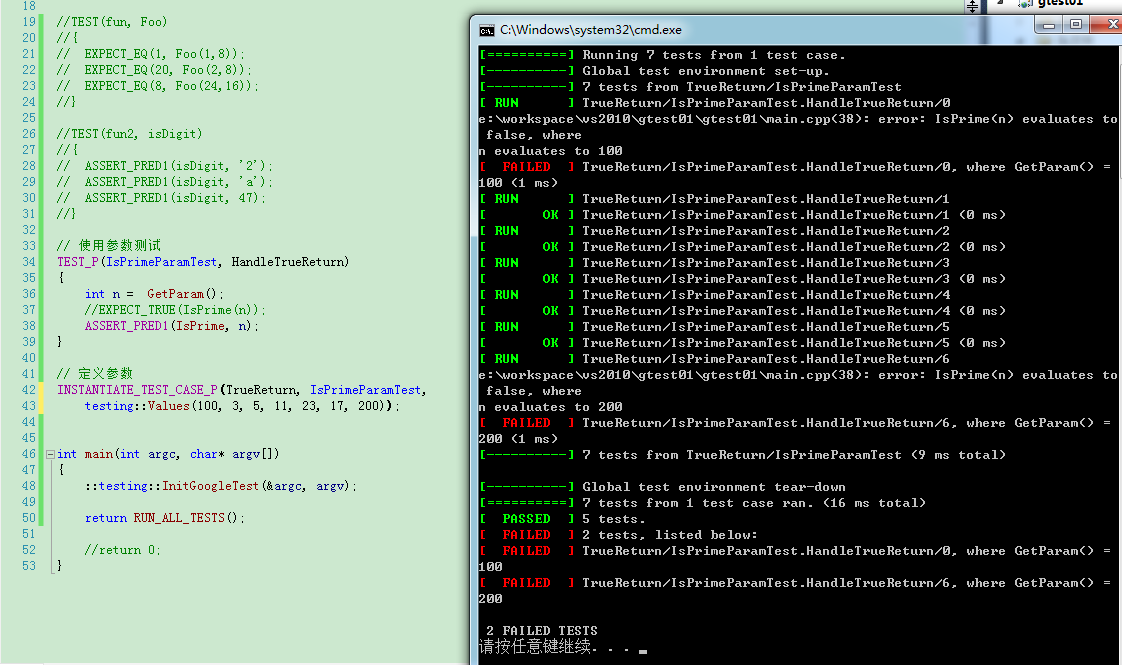 gtest01
18
19 //TEST(fun, Foo)
20 //{
21 //  EXPECT_EQ(1, Foo(1,8));
22 //  EXPECT_EQ(20, Foo(2,8));
23 //  EXPECT_EQ(8, Foo(24,16));
24 //}
25
26 //TEST(fun2, isDigit)
27 //{
28 //  ASSERT_PRED1(isDigit, '2');
29 //  ASSERT_PRED1(isDigit, 'a');
30 //  ASSERT_PRED1(isDigit, 47);
31 //}
32
33 // 使用参数测试
34 TEST_P(IsPrimeParamTest, HandleTrueReturn)
35 {
36     int n =  GetParam();
37     //EXPECT_TRUE(IsPrime(n));
38     ASSERT_PRED1(IsPrime, n);
39 }
40
41 // 定义参数
42 INSTANTIATE_TEST_CASE_P(TrueReturn, IsPrimeParamTest,
43     testing::Values(100, 3, 5, 11, 23, 17, 200));
44
45
46 int main(int argc, char* argv[])
47 {
48     ::testing::InitGoogleTest(&argc, argv);
49
50     return RUN_ALL_TESTS();
51
52     //return 0;
53 }
C:\Windows\system32\cmd.exe
[==========] Running 7 tests from 1 test case.
[----------] Global test environment set-up.
[----------] 7 tests from TrueReturn/IsPrimeParamTest
[ RUN      ] TrueReturn/IsPrimeParamTest.HandleTrueReturn/0
e:\workspace\vs2010\gtest01\gtest01\main.cpp(38): error: IsPrime(n) evaluates to
 false, where
n evaluates to 100
[  FAILED  ] TrueReturn/IsPrimeParamTest.HandleTrueReturn/0, where GetParam() =
100 (1 ms)
[ RUN      ] TrueReturn/IsPrimeParamTest.HandleTrueReturn/1
[       OK ] TrueReturn/IsPrimeParamTest.HandleTrueReturn/1 (0 ms)
[ RUN      ] TrueReturn/IsPrimeParamTest.HandleTrueReturn/2
[       OK ] TrueReturn/IsPrimeParamTest.HandleTrueReturn/2 (0 ms)
[ RUN      ] TrueReturn/IsPrimeParamTest.HandleTrueReturn/3
[       OK ] TrueReturn/IsPrimeParamTest.HandleTrueReturn/3 (0 ms)
[ RUN      ] TrueReturn/IsPrimeParamTest.HandleTrueReturn/4
[       OK ] TrueReturn/IsPrimeParamTest.HandleTrueReturn/4 (0 ms)
[ RUN      ] TrueReturn/IsPrimeParamTest.HandleTrueReturn/5
[       OK ] TrueReturn/IsPrimeParamTest.HandleTrueReturn/5 (0 ms)
[ RUN      ] TrueReturn/IsPrimeParamTest.HandleTrueReturn/6
e:\workspace\vs2010\gtest01\gtest01\main.cpp(38): error: IsPrime(n) evaluates to
 false, where
n evaluates to 200
[  FAILED  ] TrueReturn/IsPrimeParamTest.HandleTrueReturn/6, where GetParam() =
200 (1 ms)
[----------] 7 tests from TrueReturn/IsPrimeParamTest (9 ms total)

[----------] Global test environment tear-down
[==========] 7 tests from 1 test case ran. (16 ms total)
[  PASSED  ] 5 tests.
[  FAILED  ] 2 tests, listed below:
[  FAILED  ] TrueReturn/IsPrimeParamTest.HandleTrueReturn/0, where GetParam() =
100
[  FAILED  ] TrueReturn/IsPrimeParamTest.HandleTrueReturn/6, where GetParam() =
200

 2 FAILED TESTS
请按任意键继续. . .